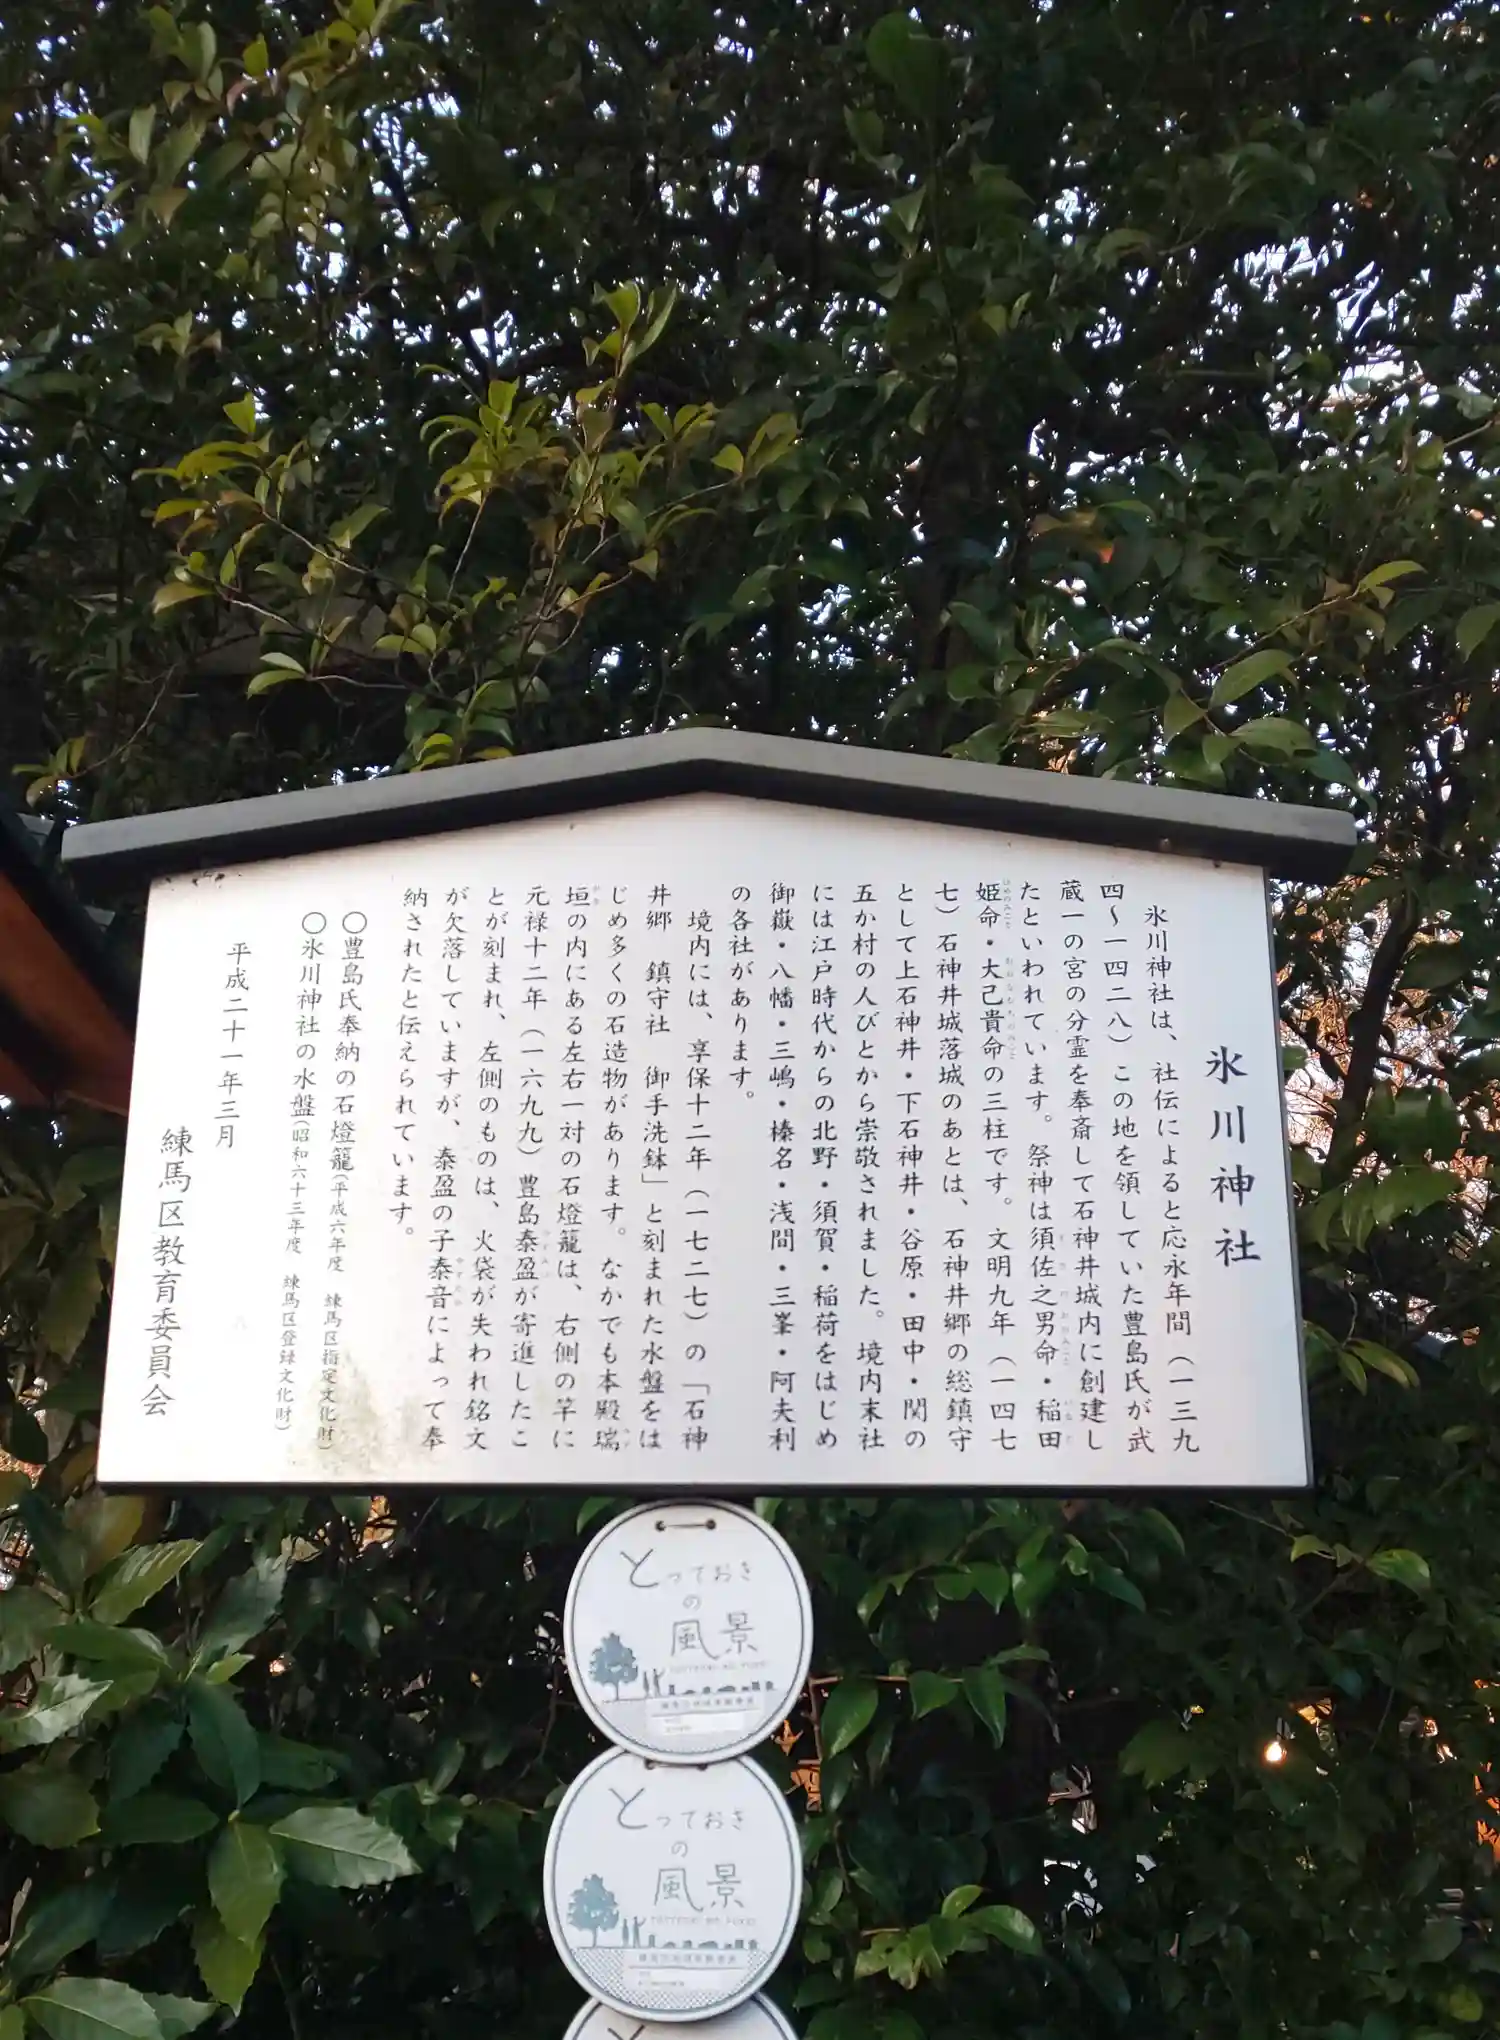 氷川神社
氷川神社は、社伝によると応永年間（一三九
四～一四二八）この地を領していた豊島氏が武
蔵一の宮の分霊を奉斎して石神井城内に創建し
たといわれています。祭神は須佐之男命・稲田
姫命・大己貴命の三柱です。文明九年（一四七
七）石神井城落城のあとは、石神井郷の総鎮守
として上石神井・下石神井・谷原・田中・関の
五か村の人びとから崇敬されました。境内末社
には江戸時代からの北野・須賀・稲荷をはじめ
御嶽・八幡・三嶋・榛名・浅間・三峯・阿夫利
の各社があります。
境内には、享保十二年（一七二七）の「石神
井郷　鎮守社　御手洗鉢」と刻まれた水盤をは
じめ多くの石造物があります。なかでも本殿瑞
垣の内にある左右一対の石燈籠は、右側の竿に
元禄十二年（一六九九）豊島泰盈が寄進したこ
とが刻まれ、左側のものは、火袋が失われ銘文
が欠落していますが、泰盈の子泰音によって奉
納されたと伝えられています。
〇豊島氏奉納の石燈籠（平成六年度　練馬区指定文化財）
〇氷川神社の水盤（昭和六十三年度　練馬区登録文化財）
平成二十一年三月
練馬区教育委員会
とっておき
の
風景
TOTTEOKI NO FUKEI
とっておき
の
風景
TOTTEOKI NO FUKEI
と